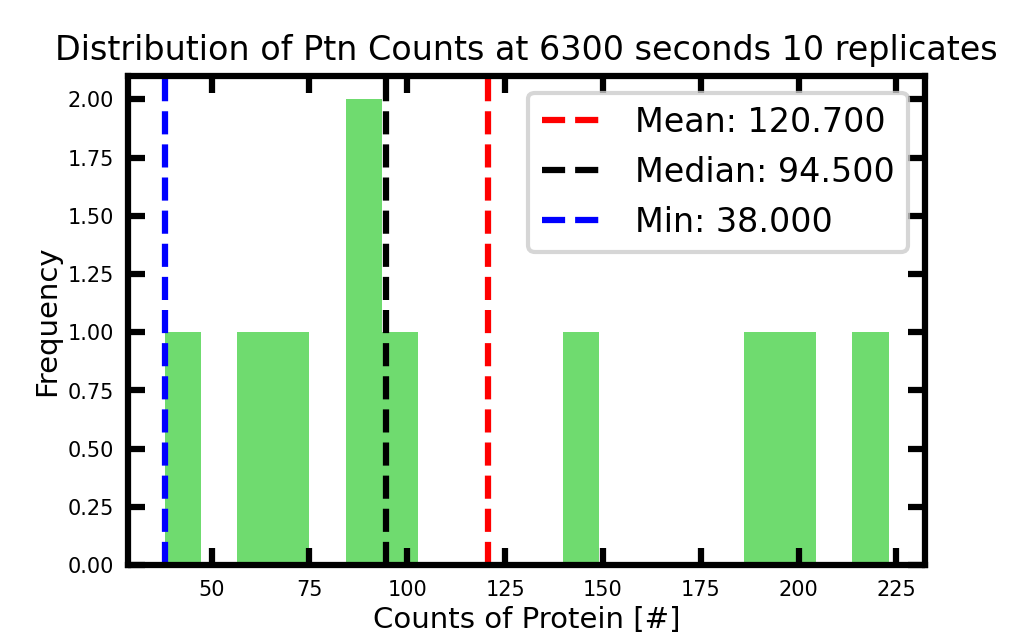 Distribution of Ptn Counts at 6300 seconds 10 replicates
Mean: 120.700
Median: 94.500
Min: 38.000
Frequency
2.00
1.75
1.50
1.25
1.00
0.75
0.50
0.25
0.00
50 75 100 125 150 175 200 225
Counts of Protein [#]